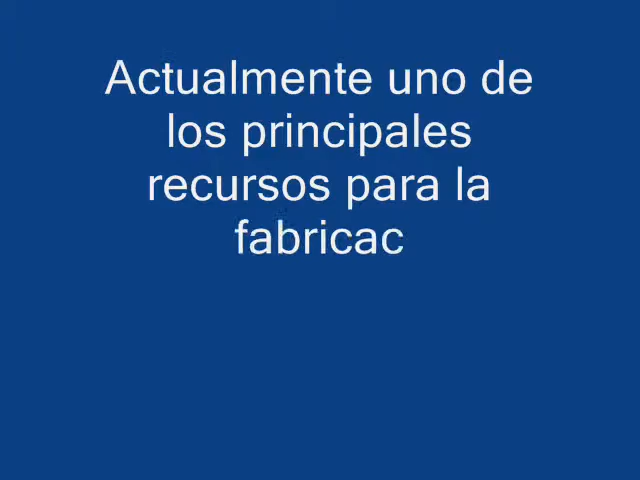 Actualmente uno de
los principales
recursos para la
fabricac